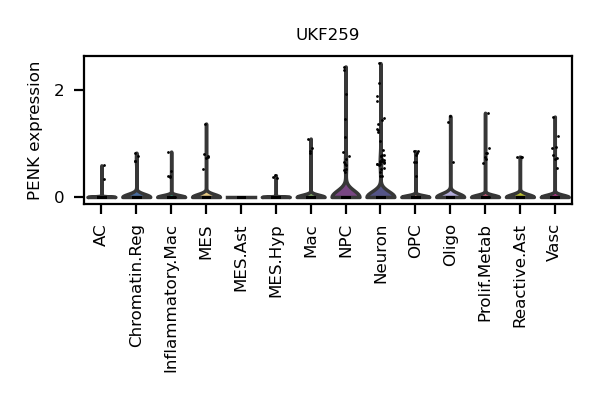 UKF259
PENK expression
2
0
AC
Chromatin.Reg
Inflammatory.Mac
MES
MES.Ast
MES.Hyp
Mac
NPC
Neuron
OPC
Oligo
Prolif.Metab
Reactive.Ast
Vasc